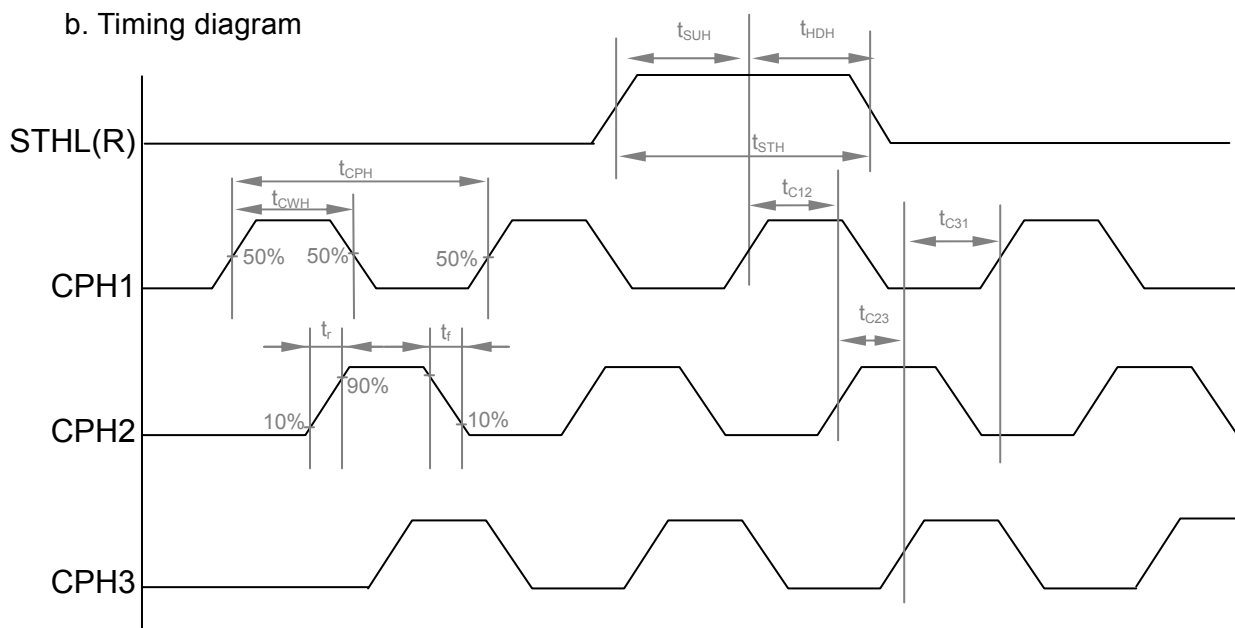 b. Timing diagram
tSUH
tHDH
STHL(R)
tSTH
tCPH
tCWH
tC12
tC31
50%
50%
50%
CPH1
tC23
tr
tf
90%
10%
10%
CPH2
CPH3